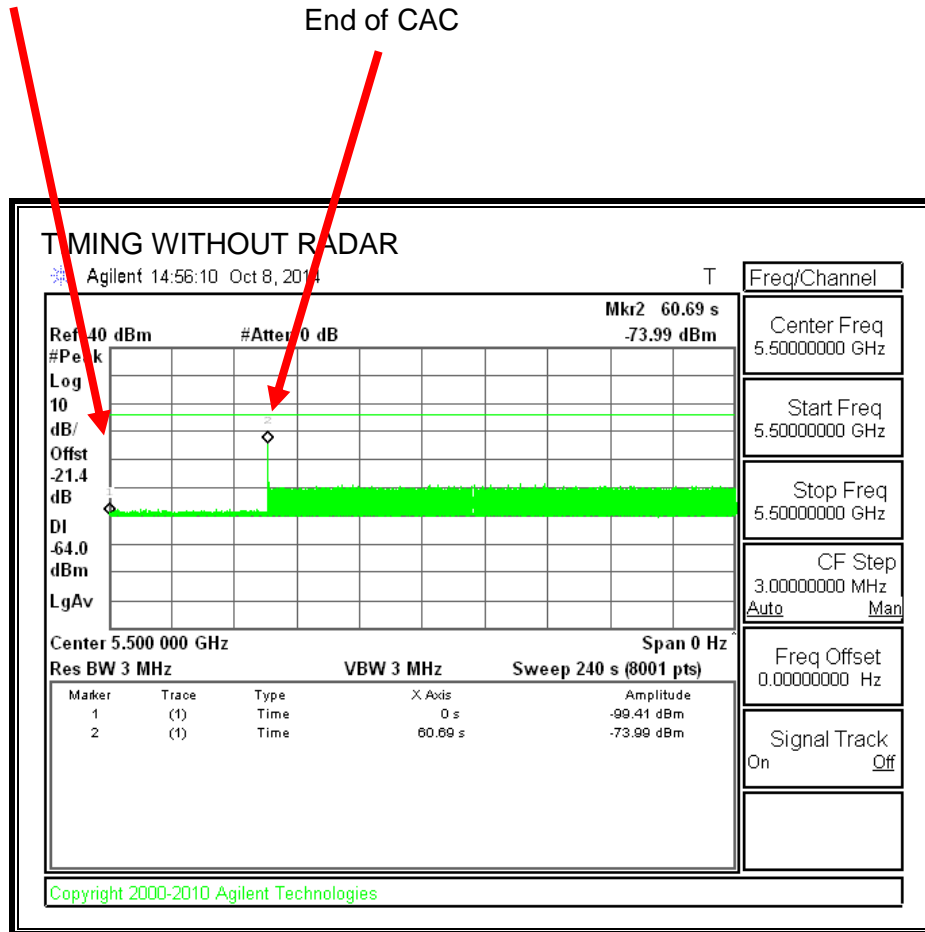 End of CAC
TIMING WITHOUT RADAR
Agilent 14:56:10 Oct 8, 2014 T
Freq/Channel
Mkr2 60.69 s
Ref -40 dBm #Atten 0 dB -73.99 dBm
#Peak
Log
10
dB/
Offst
-21.4
dB
DI
-64.0
dBm
LgAv
2
1
Center 5.500 000 GHz Span 0 Hz
Res BW 3 MHz VBW 3 MHz Sweep 240 s (8001 pts)
Marker Trace Type X Axis Amplitude
1 (1) Time 0 s -99.41 dBm
2 (1) Time 60.69 s -73.99 dBm
Center Freq
5.50000000 GHz
Start Freq
5.50000000 GHz
Stop Freq
5.50000000 GHz
CF Step
3.00000000 MHz
Auto Man
Freq Offset
0.00000000 Hz
Signal Track
On Off
Copyright 2000-2010 Agilent Technologies